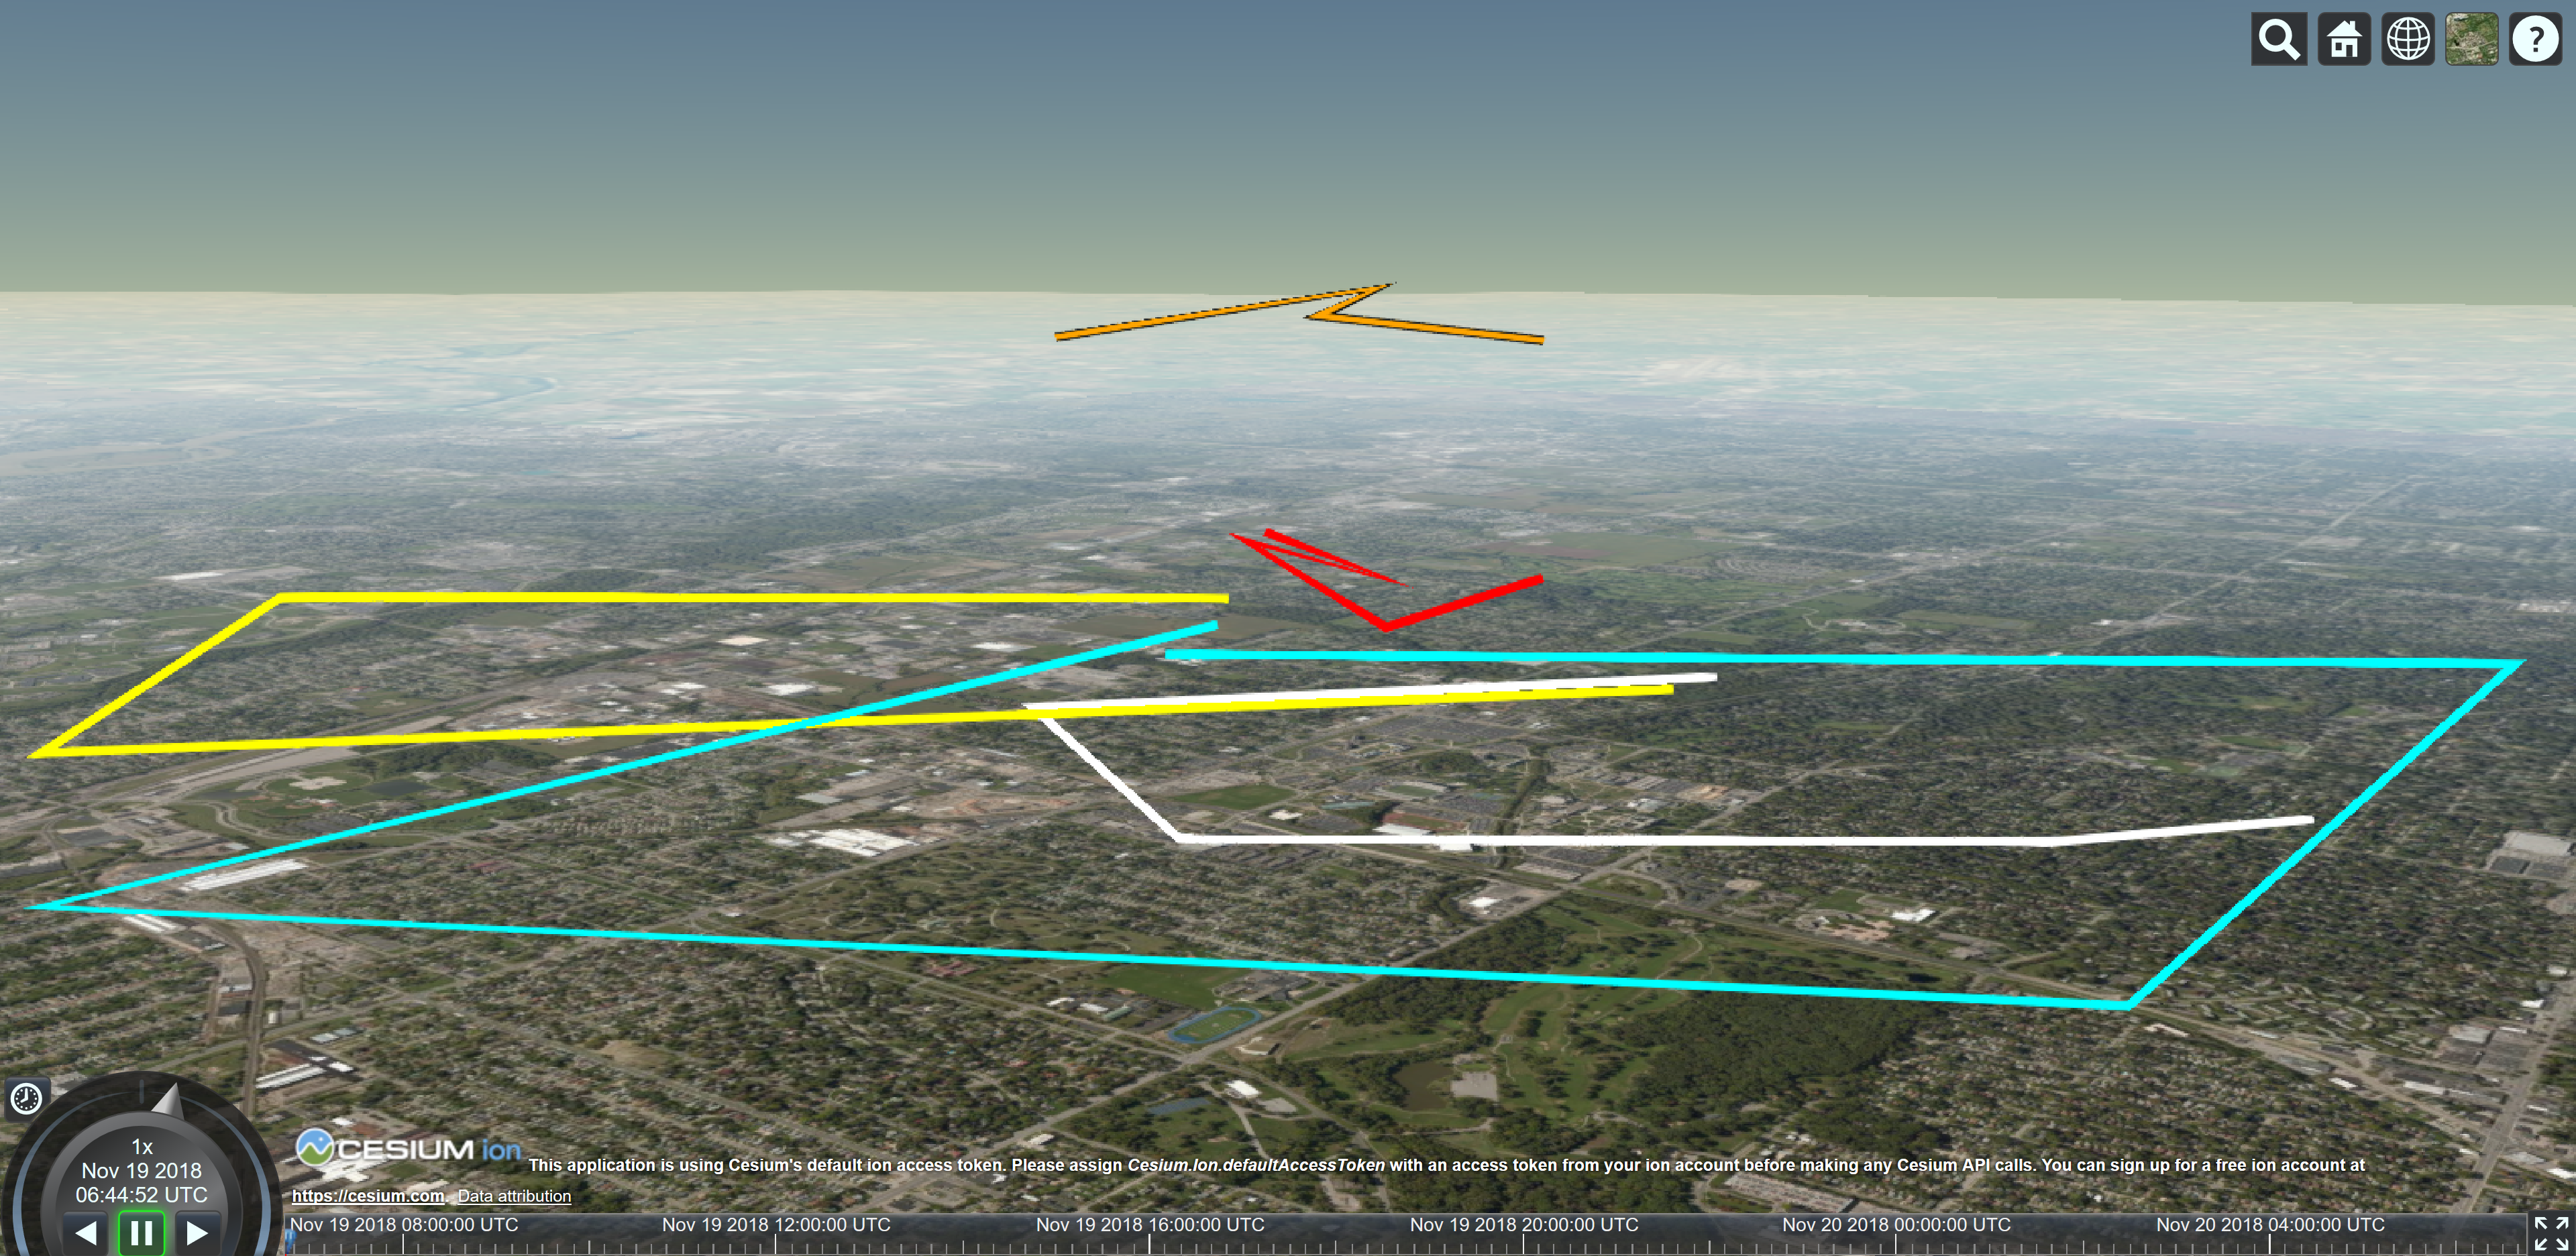 ?
1x
Nov 19 2018
06:44:52 UTC
CESIUM ion
This application is using Cesium's default ion access token. Please assign Cesium.Ion.defaultAccessToken with an access token from your ion account before making any Cesium API calls. You can sign up for a free ion account at
https://cesium.com. Data attribution
Nov 19 2018 08:00:00 UTC Nov 19 2018 12:00:00 UTC Nov 19 2018 16:00:00 UTC Nov 19 2018 20:00:00 UTC Nov 20 2018 00:00:00 UTC Nov 20 2018 04:00:00 UTC